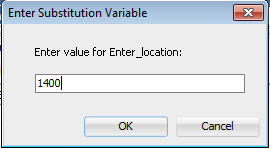 Enter Substitution Variable
Enter value for Enter_location:
1400
OK
Cancel